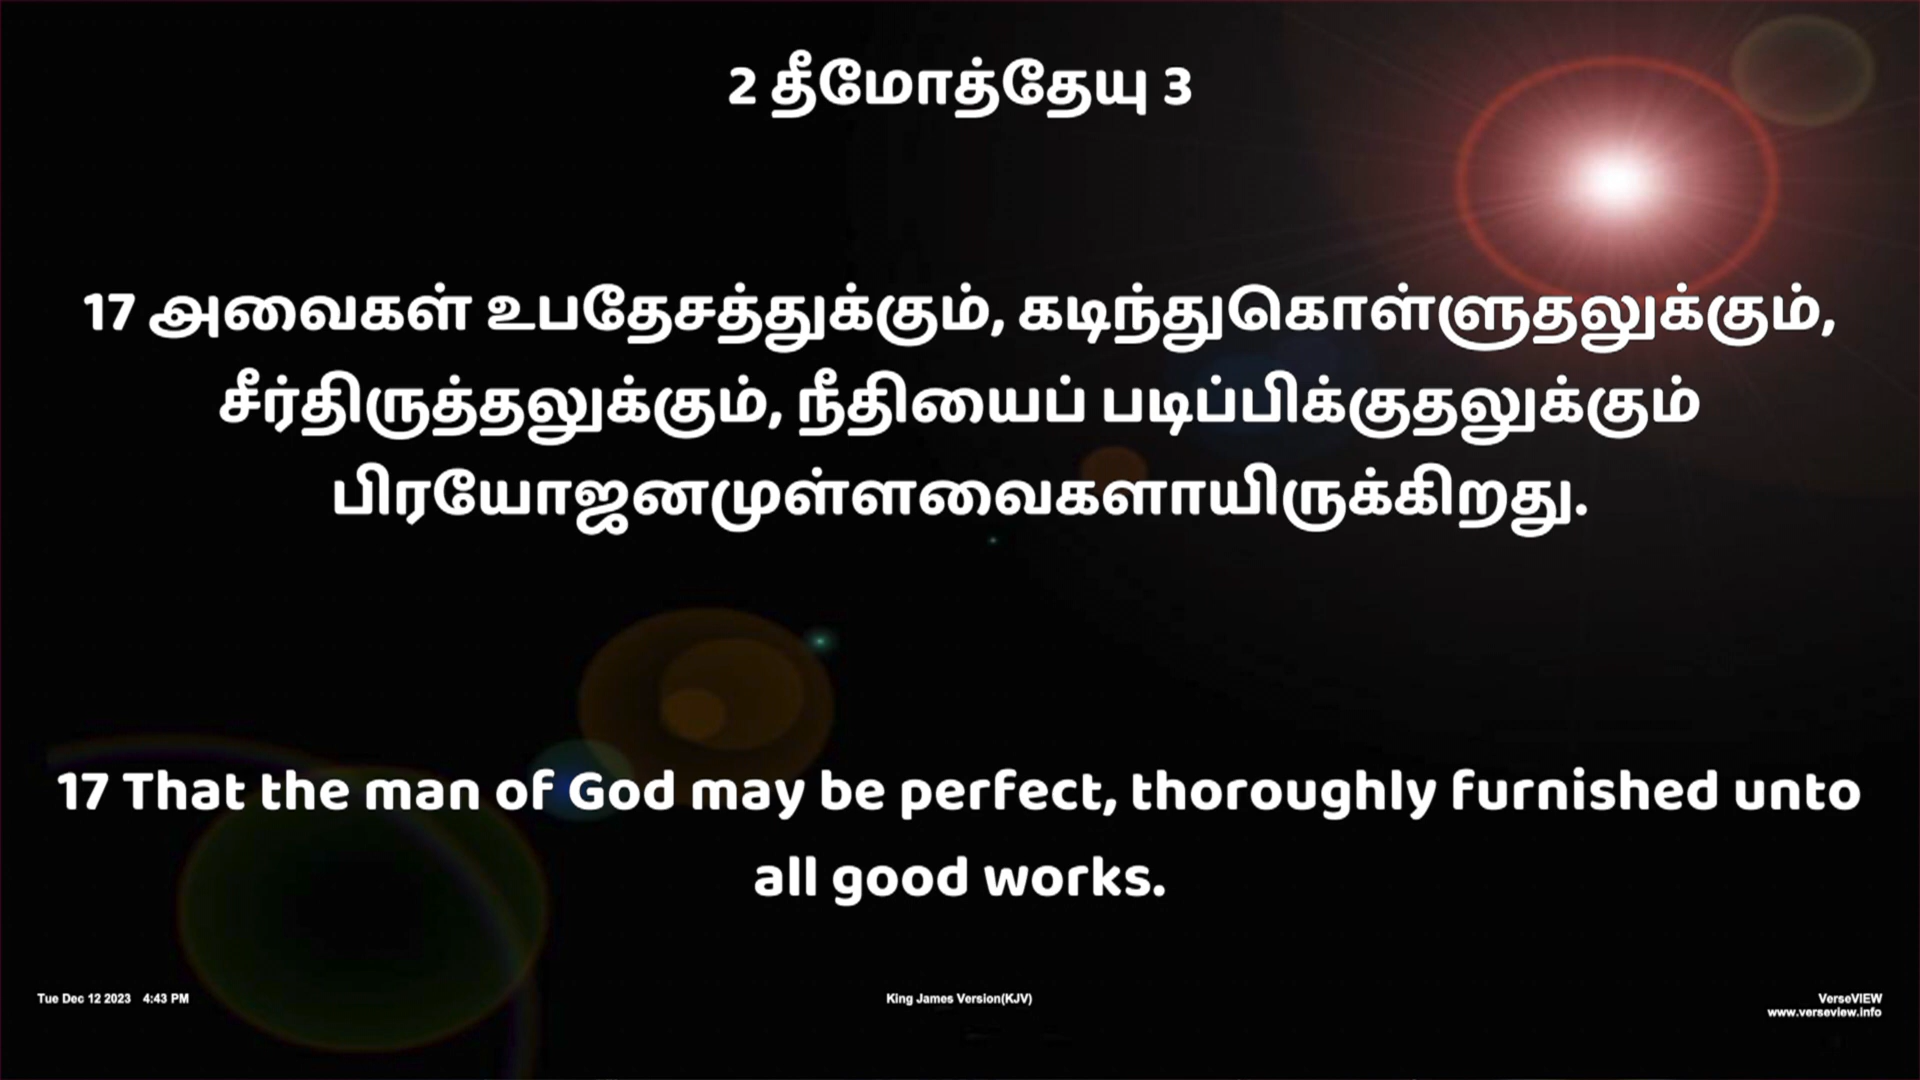 2 தீமோத்தேயு 3
17 அவைகள் உபதேசத்துக்கும், கடிந்துகொள்ளுதலுக்கும்,
சீர்திருத்தலுக்கும், நீதியைப் படிப்பிக்குதலுக்கும்
பிரயோஜனமுள்ளவைகளாயிருக்கிறது.
17 That the man of God may be perfect, thoroughly furnished unto
all good works.
Tue Dec 12 2023 4:43 PM
King James Version(KJV)
VerseVIEW
www.verseview.info